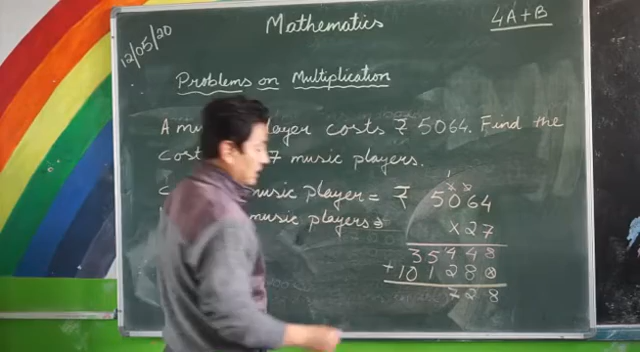 12/05/20
Mathematics
4A+B
Problems on Multiplication
A mu layer costs ₹ 5064. Find the
cost 7 music players.
C music player = ₹ 5064
music players =
×27
35448
+101280
728